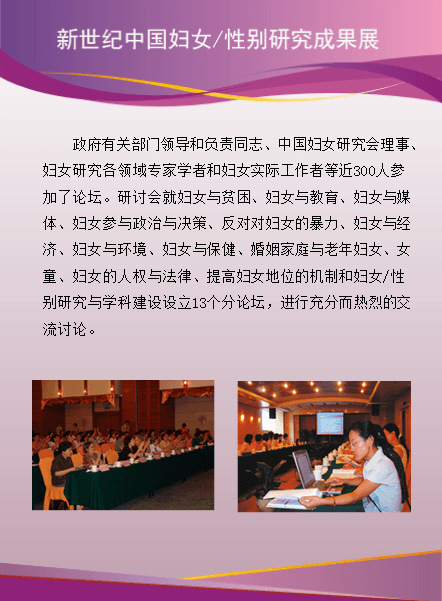 新世纪中国妇女/性别研究成果展
政府有关部门领导和负责同志、中国妇女研究会理事、
妇女研究各领域专家学者和妇女实际工作者等近300人参
加了论坛。研讨会就妇女与贫困、妇女与教育、妇女与媒
体、妇女参与政治与决策、反对对妇女的暴力、妇女与经
济、妇女与环境、妇女与保健、婚姻家庭与老年妇女、女
童、妇女的人权与法律、提高妇女地位的机制和妇女/性
别研究与学科建设设立13个分论坛，进行充分而热烈的交
流讨论。